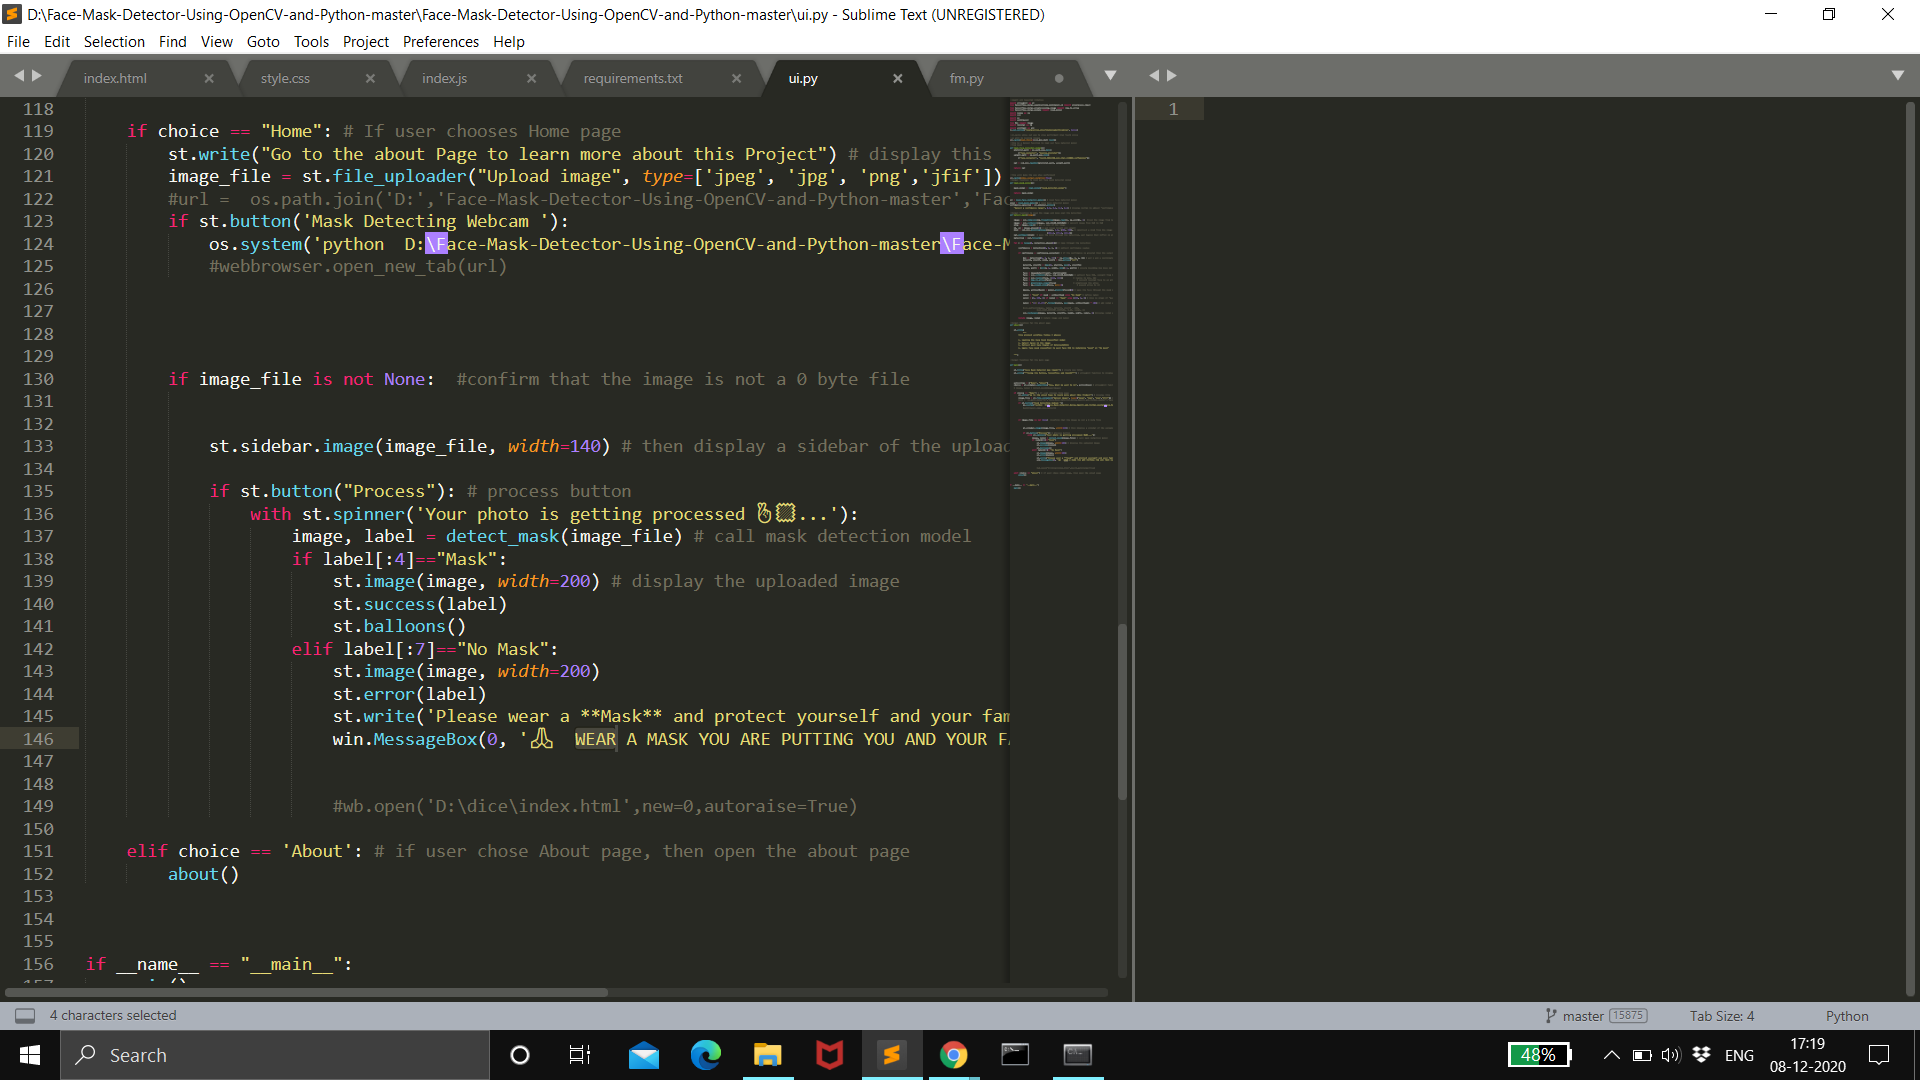 D:\Face-Mask-Detector-Using-OpenCV-and-Python-master\Face-Mask-Detector-Using-OpenCV-and-Python-master\ui.py - Sublime Text (UNREGISTERED)
File Edit Selection Find View Goto Tools Project Preferences Help
index.html style.css index.js requirements.txt ui.py fm.py
118
119 if choice == "Home": # If user chooses Home page
120 st.write("Go to the about Page to learn more about this Project") # display this
121 image_file = st.file_uploader("Upload image", type=['jpeg', 'jpg', 'png','jfif'])
122 #url =  os.path.join('D:','Face-Mask-Detector-Using-OpenCV-and-Python-master','Fac
123 if st.button('Mask Detecting Webcam '):
124 os.system('python  D:\Face-Mask-Detector-Using-OpenCV-and-Python-master\Face-M
125 #webbrowser.open_new_tab(url)
126
127
128
129
130 if image_file is not None:  #confirm that the image is not a 0 byte file
131
132
133 st.sidebar.image(image_file, width=140) # then display a sidebar of the upload
134
135 if st.button("Process"): # process button
136 with st.spinner('Your photo is getting processed ...'):
137 image, label = detect_mask(image_file) # call mask detection model
138 if label[:4]=="Mask":
139 st.image(image, width=200) # display the uploaded image
140 st.success(label)
141 st.balloons()
142 elif label[:7]=="No Mask":
143 st.image(image, width=200)
144 st.error(label)
145 st.write('Please wear a **Mask** and protect yourself and your fam
146 win.MessageBox(0, '🙏  WEAR A MASK YOU ARE PUTTING YOU AND YOUR FA
147
148
149 #wb.open('D:\dice\index.html',new=0,autoraise=True)
150
151 elif choice == 'About': # if user chose About page, then open the about page
152 about()
153
154
155
156 if __name__ == "__main__":
1
4 characters selected
master 15875 Tab Size: 4 Python
Search
48% ENG 17:19
08-12-2020